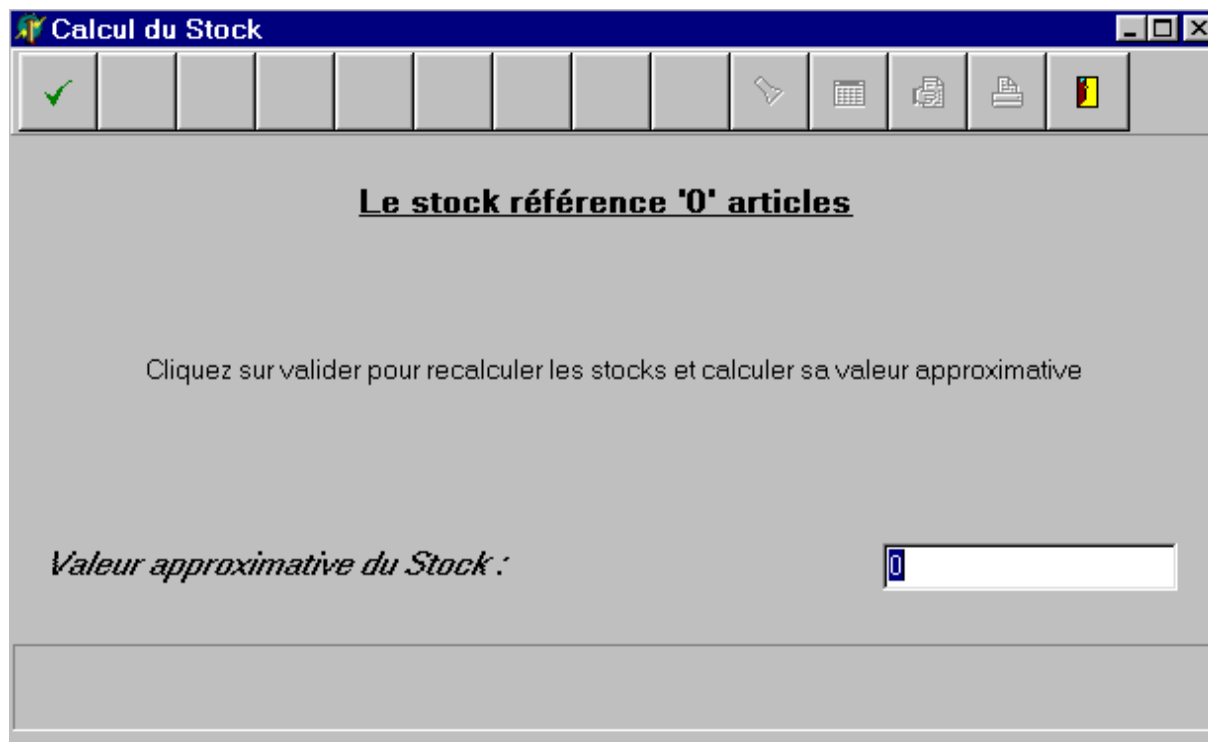 Calcul du Stock
Le stock référence '0' articles
Cliquez sur valider pour recalculer les stocks et calculer sa valeur approximative
Valeur approximative du Stock :
0